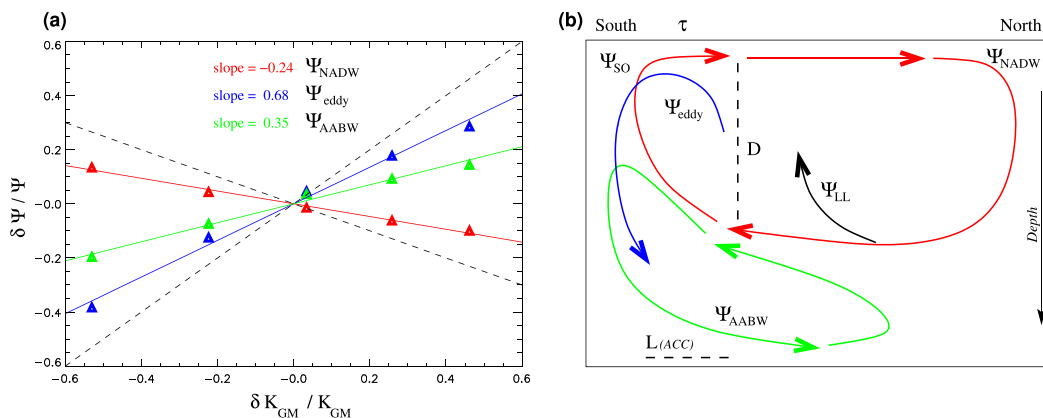 (a)
0.6
0.4
0.2
−0.0
−0.2
−0.4
−0.6
δ Ψ / Ψ
slope = −0.24 Ψ_NADW
slope = 0.68 Ψ_eddy
slope = 0.35 Ψ_AABW
−0.6 −0.4 −0.2 −0.0 0.2 0.4 0.6
δ K_GM / K_GM
(b)
South τ North
Ψ_SO
Ψ_NADW
Ψ_eddy
D
Ψ_LL
Depth
Ψ_AABW
L(ACC)